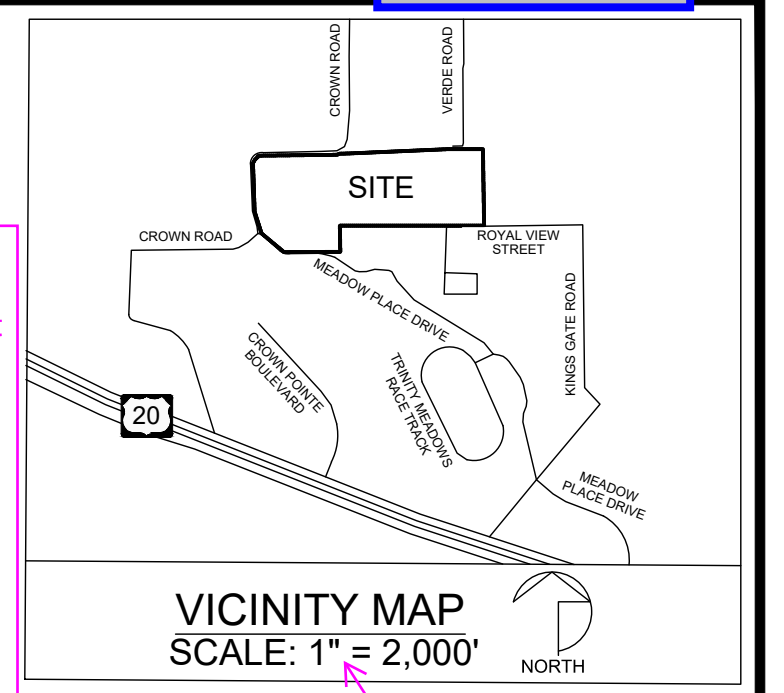 CROWN ROAD
VERDE ROAD
SITE
CROWN ROAD
ROYAL VIEW
STREET
MEADOW PLACE DRIVE
KINGS GATE ROAD
CROWN POINTE
BOULEVARD
TRINITY MEADOWS
RACE TRACK
20
MEADOW
PLACE DRIVE
VICINITY MAP
SCALE: 1" = 2,000'
NORTH